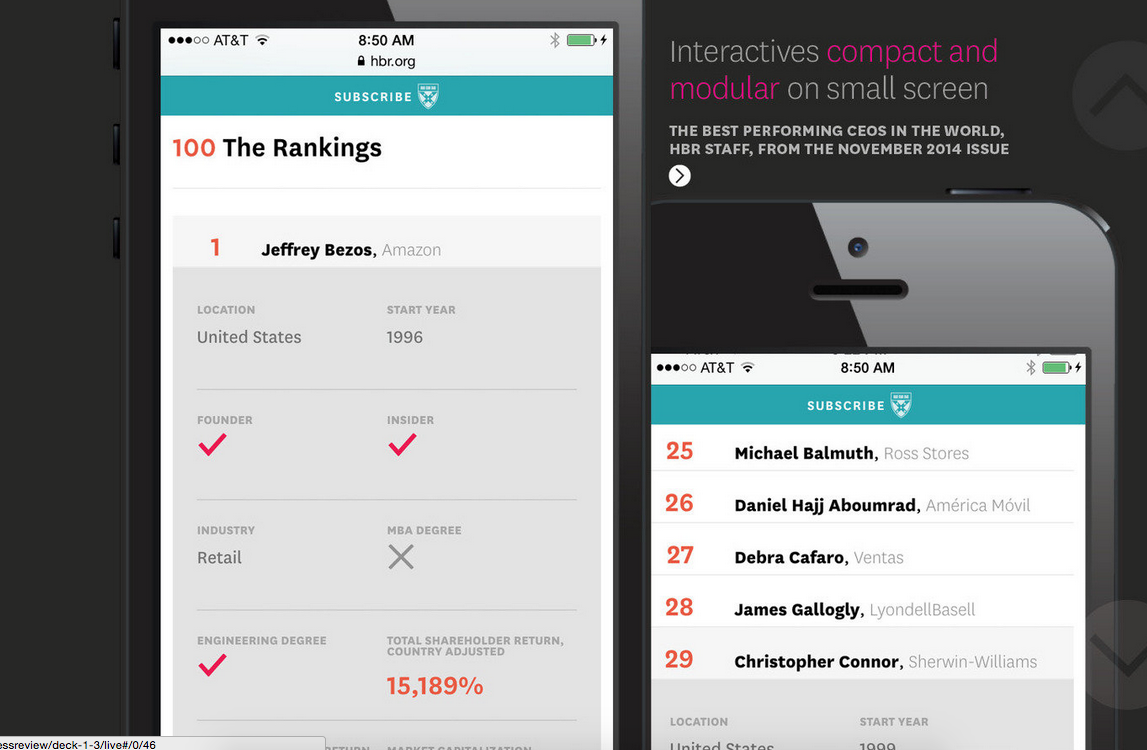 AT&T 8:50 AM
hbr.org
SUBSCRIBE
100 The Rankings
1 Jeffrey Bezos, Amazon
LOCATION START YEAR
United States 1996
FOUNDER INSIDER
INDUSTRY MBA DEGREE
Retail
ENGINEERING DEGREE TOTAL SHAREHOLDER RETURN,
COUNTRY ADJUSTED
15,189%
RETURN MARKET CAPITALIZATION
essreview/deck-1-3/live#/0/46
Interactives compact and
modular on small screen
THE BEST PERFORMING CEOS IN THE WORLD,
HBR STAFF, FROM THE NOVEMBER 2014 ISSUE
AT&T 8:50 AM
SUBSCRIBE
25 Michael Balmuth, Ross Stores
26 Daniel Hajj Aboumrad, América Móvil
27 Debra Cafaro, Ventas
28 James Gallogly, LyondellBasell
29 Christopher Connor, Sherwin-Williams
LOCATION START YEAR
United States 1999